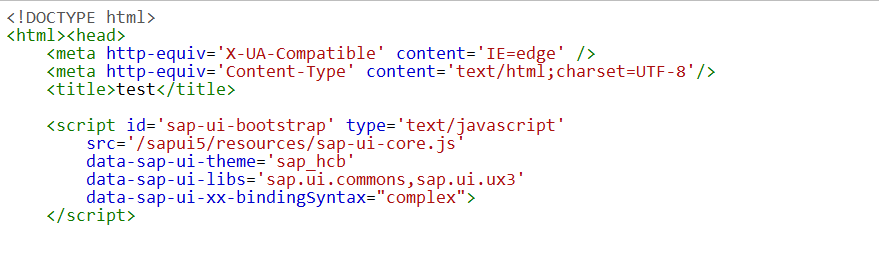 <!DOCTYPE html>
<html><head>
    <meta http-equiv='X-UA-Compatible' content='IE=edge' />
    <meta http-equiv='Content-Type' content='text/html;charset=UTF-8'/>
    <title>test</title>

    <script id='sap-ui-bootstrap' type='text/javascript'
        src='/sapui5/resources/sap-ui-core.js'
        data-sap-ui-theme='sap_hcb'
        data-sap-ui-libs='sap.ui.commons,sap.ui.ux3'
        data-sap-ui-xx-bindingSyntax="complex">
    </script>